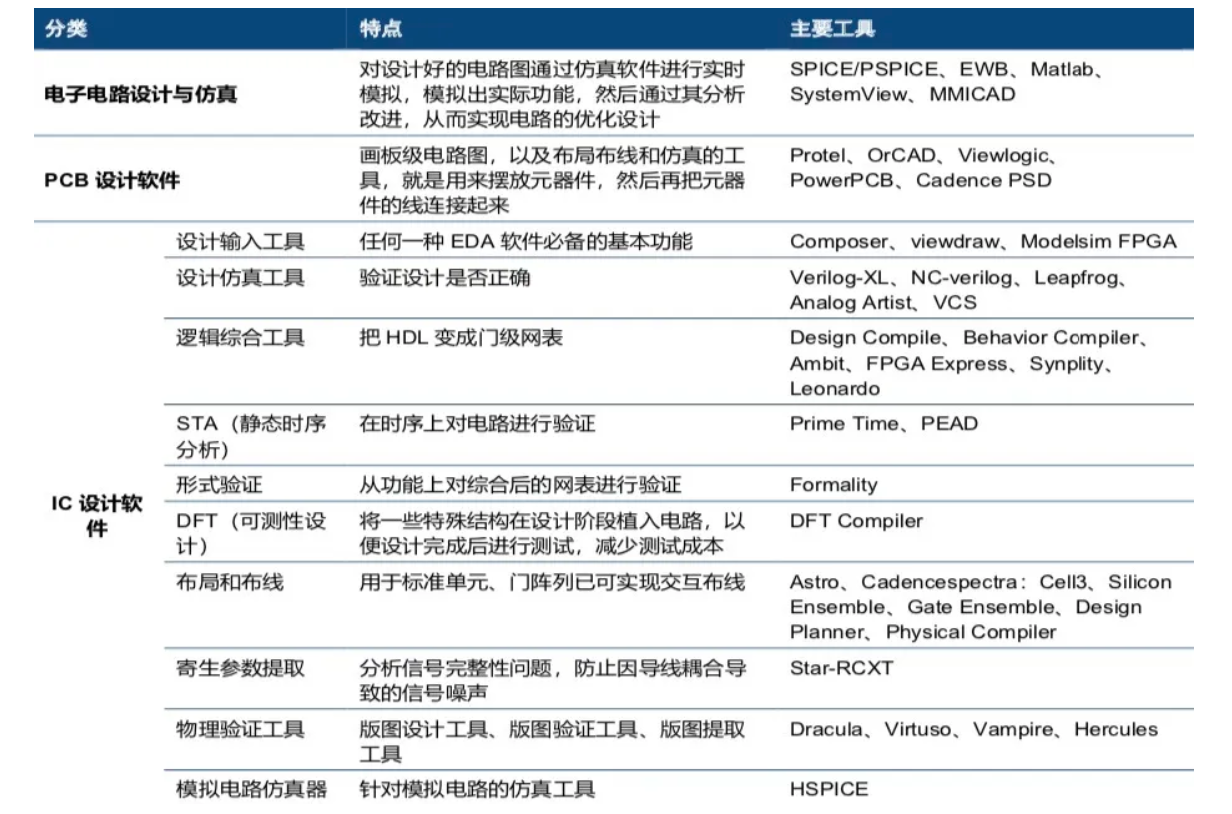 分类 特点 主要工具
电子电路设计与仿真
对设计好的电路图通过仿真软件进行实时
模拟，模拟出实际功能，然后通过其分析
改进，从而实现电路的优化设计
SPICE/PSPICE、EWB、Matlab、
SystemView、MMICAD
PCB 设计软件
画板级电路图，以及布局布线和仿真的工
具，就是用来摆放元器件，然后再把元器
件的线连接起来
Protel、OrCAD、Viewlogic、
PowerPCB、Cadence PSD
IC 设计软
件
设计输入工具 任何一种 EDA 软件必备的基本功能 Composer、viewdraw、Modelsim FPGA
设计仿真工具 验证设计是否正确 Verilog-XL、NC-verilog、Leapfrog、
Analog Artist、VCS
逻辑综合工具 把 HDL 变成门级网表 Design Compile、Behavior Compiler、
Ambit、FPGA Express、Synplity、
Leonardo
STA（静态时序
分析）
在时序上对电路进行验证 Prime Time、PEAD
形式验证 从功能上对综合后的网表进行验证 Formality
DFT（可测性设
计）
将一些特殊结构在设计阶段植入电路，以
便设计完成后进行测试，减少测试成本
DFT Compiler
布局和布线 用于标准单元、门阵列已可实现交互布线 Astro、Cadencespectra：Cell3、Silicon
Ensemble、Gate Ensemble、Design
Planner、Physical Compiler
寄生参数提取
分析信号完整性问题，防止因导线耦合导
致的信号噪声
Star-RCXT
物理验证工具
版图设计工具、版图验证工具、版图提取
工具
Dracula、Virtuso、Vampire、Hercules
模拟电路仿真器 针对模拟电路的仿真工具 HSPICE